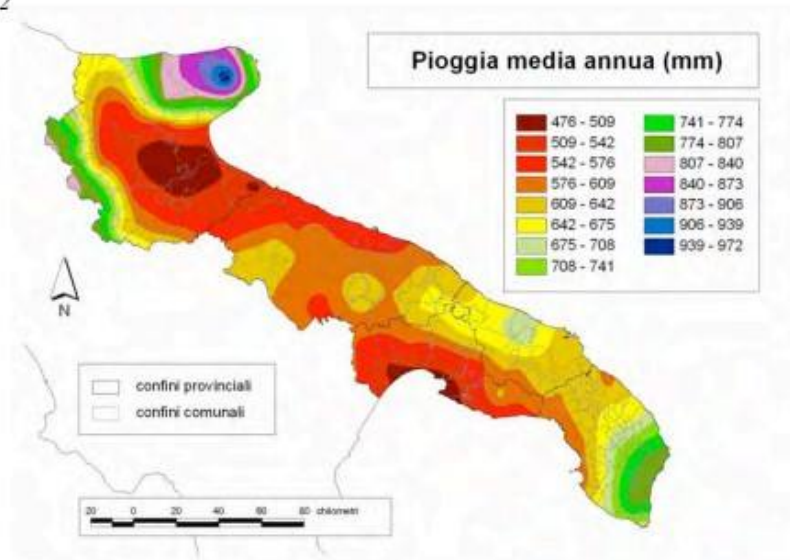 2
Pioggia media annua (mm)
476 - 509
509 - 542
542 - 576
576 - 609
609 - 642
642 - 675
675 - 708
708 - 741
741 - 774
774 - 807
807 - 840
840 - 873
873 - 906
906 - 939
939 - 972
N
confini provinciali
confini comunali
20 0 20 40 60 80 chilometri